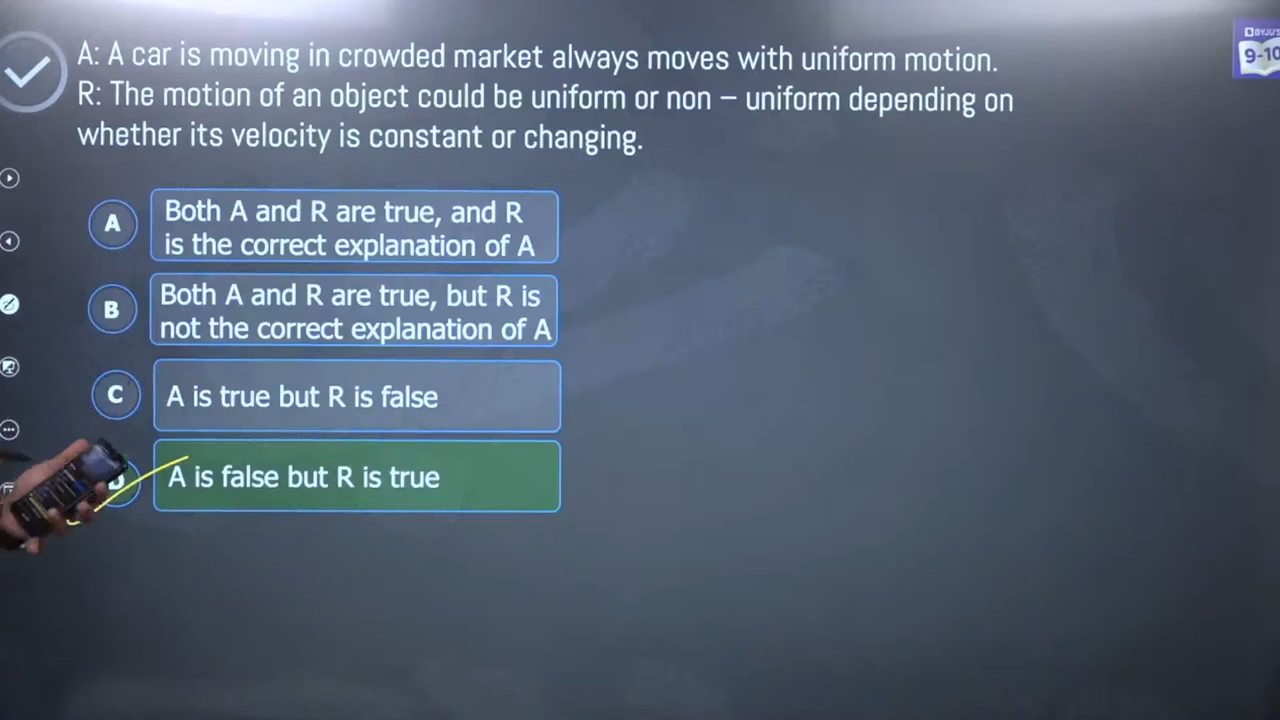 A: A car is moving in crowded market always moves with uniform motion.
R: The motion of an object could be uniform or non – uniform depending on
whether its velocity is constant or changing.
A
Both A and R are true, and R
is the correct explanation of A
B
Both A and R are true, but R is
not the correct explanation of A
C
A is true but R is false
D
A is false but R is true
BYJU'S
9-10